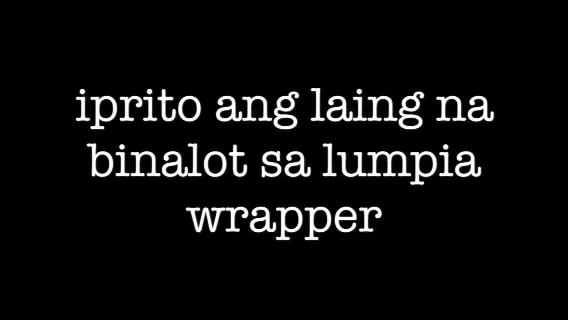 iprito ang laing na
binalot sa lumpia
wrapper